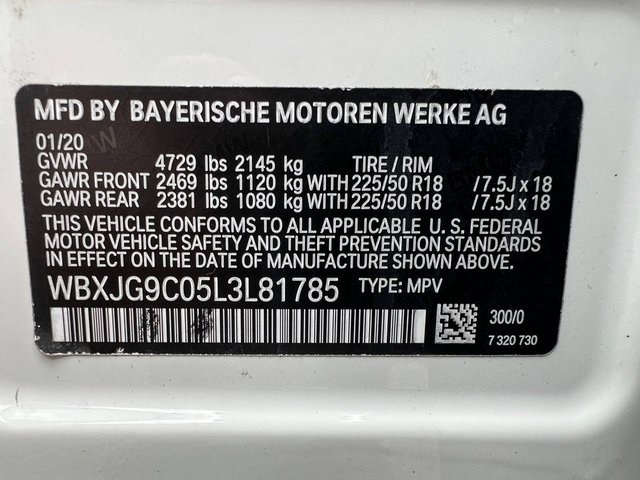 MFD BY BAYERISCHE MOTOREN WERKE AG
01/20
GVWR 4729 lbs 2145 kg TIRE / RIM
GAWR FRONT 2469 lbs 1120 kg WITH 225/50 R18 /7.5J x 18
GAWR REAR 2381 lbs 1080 kg WITH 225/50 R18 /7.5J x 18
THIS VEHICLE CONFORMS TO ALL APPLICABLE U. S. FEDERAL
MOTOR VEHICLE SAFETY AND THEFT PREVENTION STANDARDS
IN EFFECT ON THE DATE OF MANUFACTURE SHOWN ABOVE.
WBXJG9C05L3L81785 TYPE: MPV
300/0
7 320 730